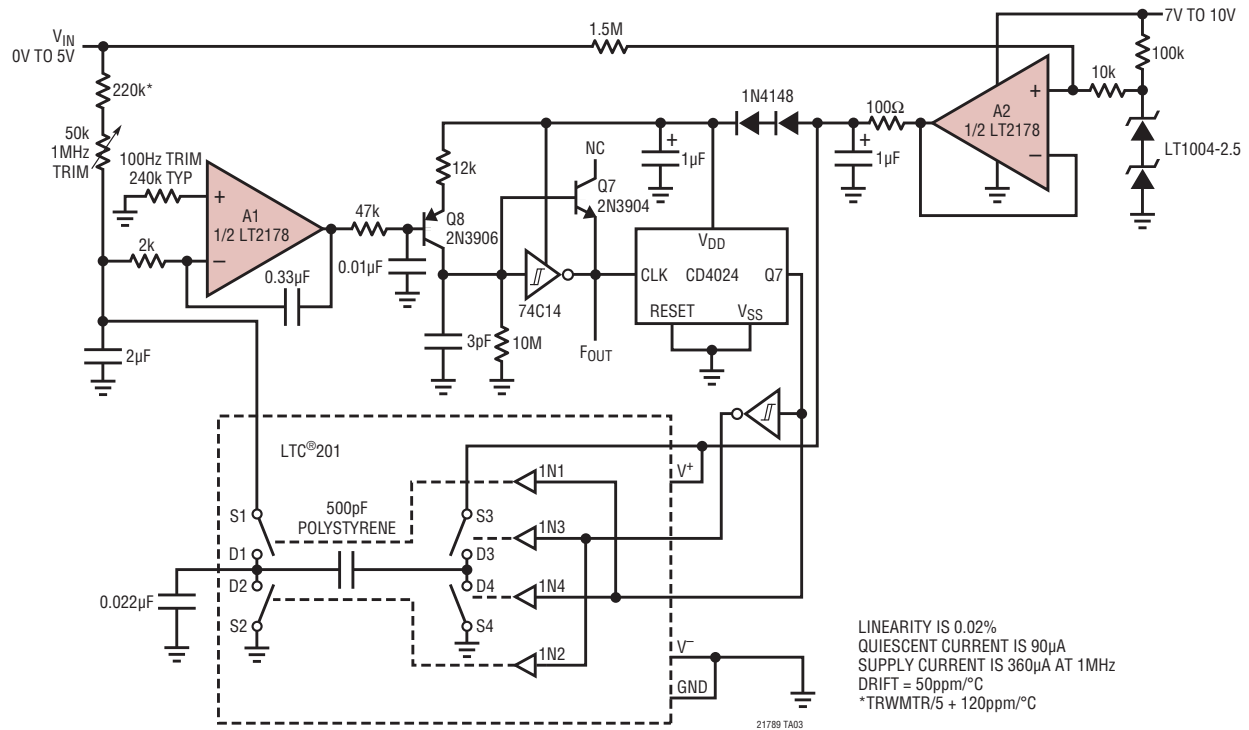 VIN
0V TO 5V
1.5M
7V TO 10V
220k*
100k
10k
50k
1MHz
TRIM
1N4148
100Ω
+
A2
1/2 LT2178
−
LT1004-2.5
100Hz TRIM
240k TYP
+
A1
1/2 LT2178
−
12k
+
1µF
+
1µF
NC
Q7
2N3904
47k
Q8
2N3906
2k
0.33µF
0.01µF
74C14
VDD
CLK
CD4024
Q7
RESET
VSS
2µF
3pF
10M
FOUT
LTC®201
V+
1N1
500pF
POLYSTYRENE
S1
S3
1N3
D1
D3
D2
D4
1N4
0.022µF
S2
S4
1N2
V−
GND
LINEARITY IS 0.02%
QUIESCENT CURRENT IS 90µA
SUPPLY CURRENT IS 360µA AT 1MHz
DRIFT = 50ppm/°C
*TRWMTR/5 + 120ppm/°C
21789 TA03